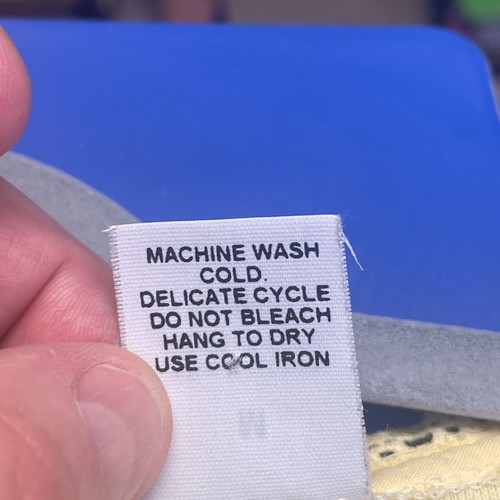 MACHINE WASH
COLD.
DELICATE CYCLE
DO NOT BLEACH
HANG TO DRY
USE COOL IRON
M